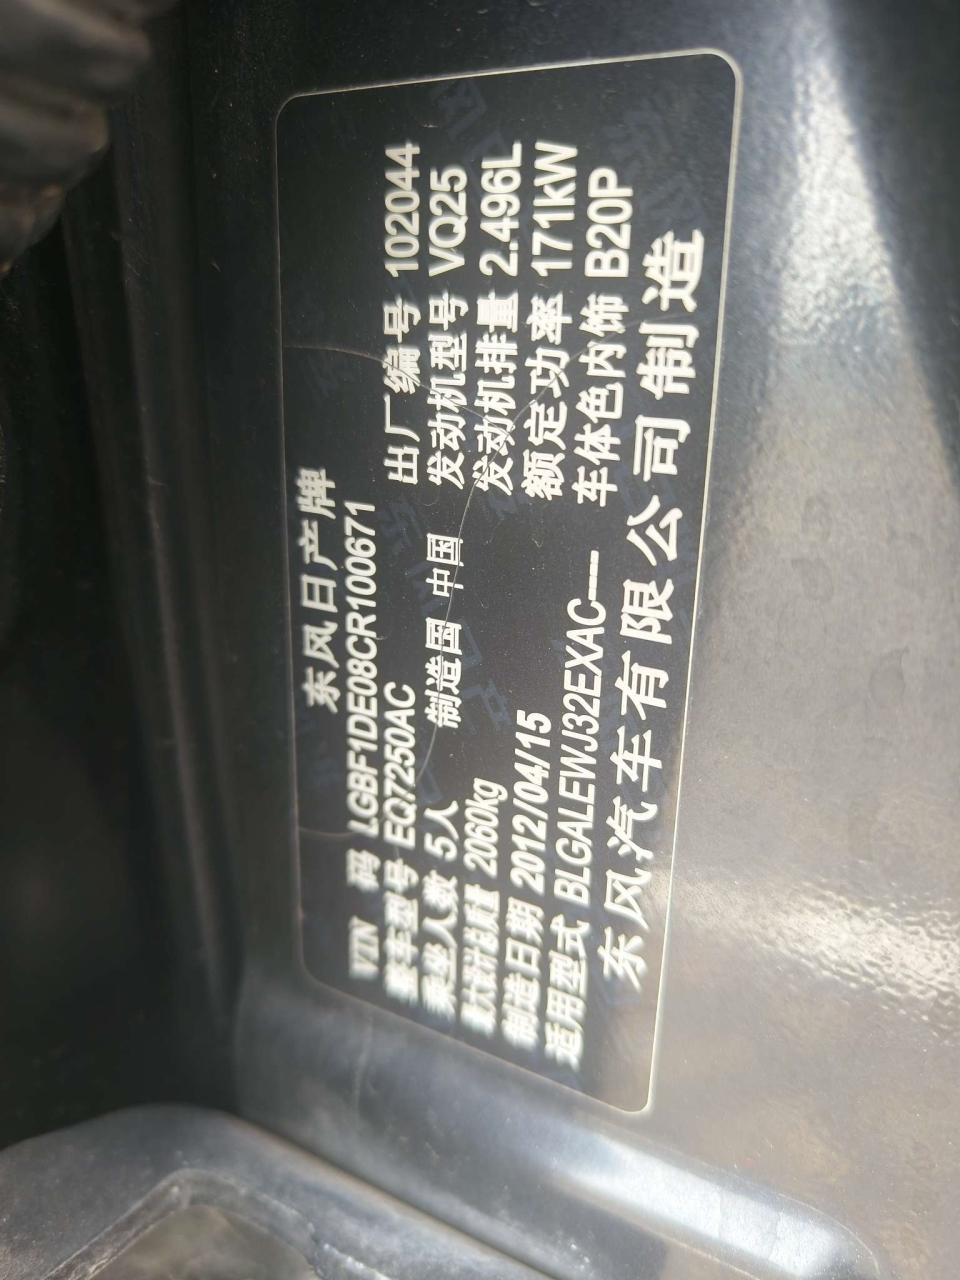 东风日产牌
VIN 码 LGBF1DE08CR100671
整车型号 EQ7250AC 出厂编号 102044
乘坐人数 5人 制造国 中国 发动机型号 VQ25
最大设计总质量 2060kg 发动机排量 2.496L
制造日期 2012/04/15 额定功率 171kW
适用型式 BLGALEWJ32EXAC---- 车体色内饰 B20P
东风汽车有限公司制造